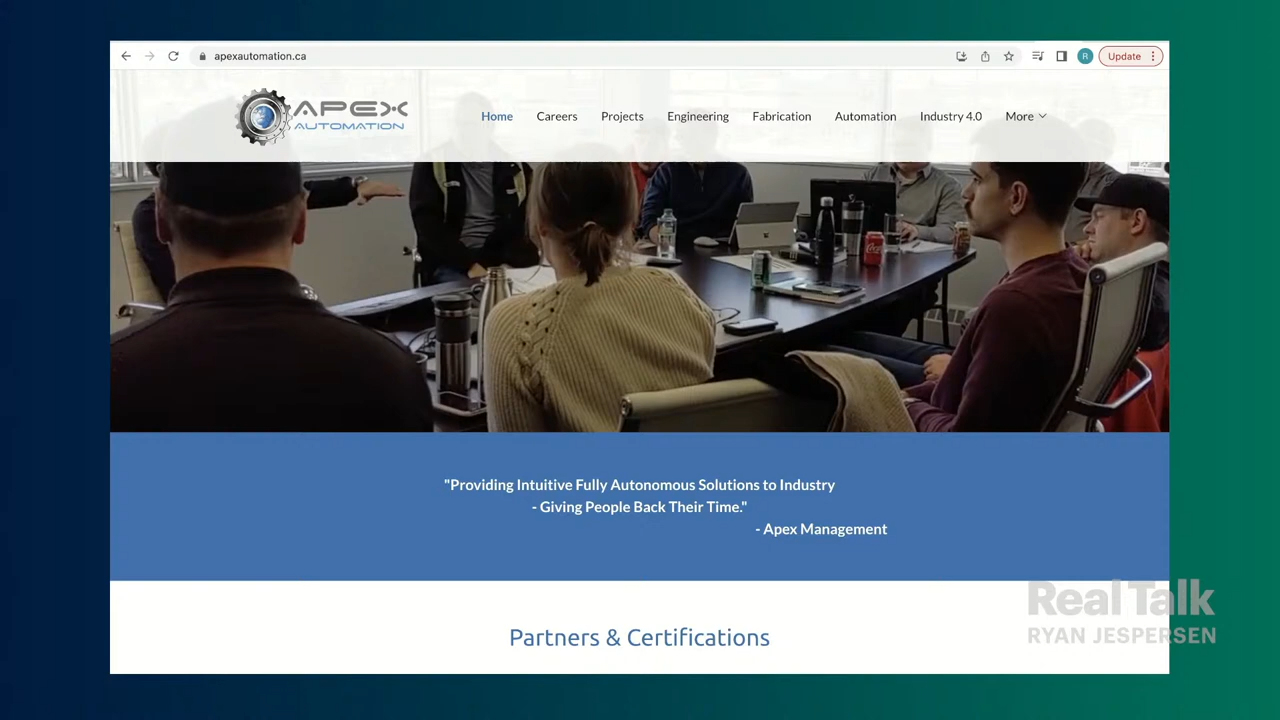 apexautomation.ca
R
Update
APEX
AUTOMATION
Home Careers Projects Engineering Fabrication Automation Industry 4.0 More
"Providing Intuitive Fully Autonomous Solutions to Industry
- Giving People Back Their Time."
- Apex Management
Real Talk
RYAN JESPERSEN
Partners & Certifications